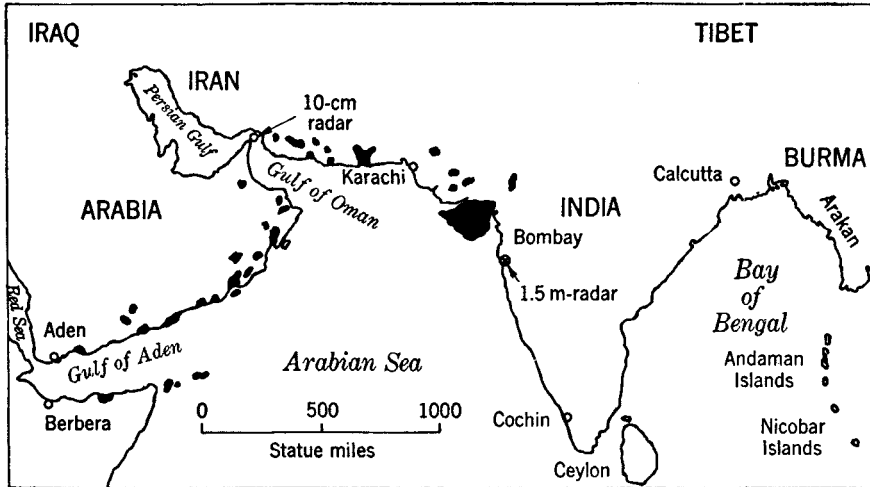 IRAQ
TIBET
IRAN
Persian Gulf
10-cm
radar
Gulf of Oman
Karachi
Calcutta
BURMA
Arakan
ARABIA
INDIA
Bombay
1.5 m-radar
Bay
of
Bengal
Red Sea
Aden
Gulf of Aden
Arabian Sea
Andaman
Islands
Berbera
0 500 1000
Statue miles
Cochin
Nicobar
Islands
Ceylon